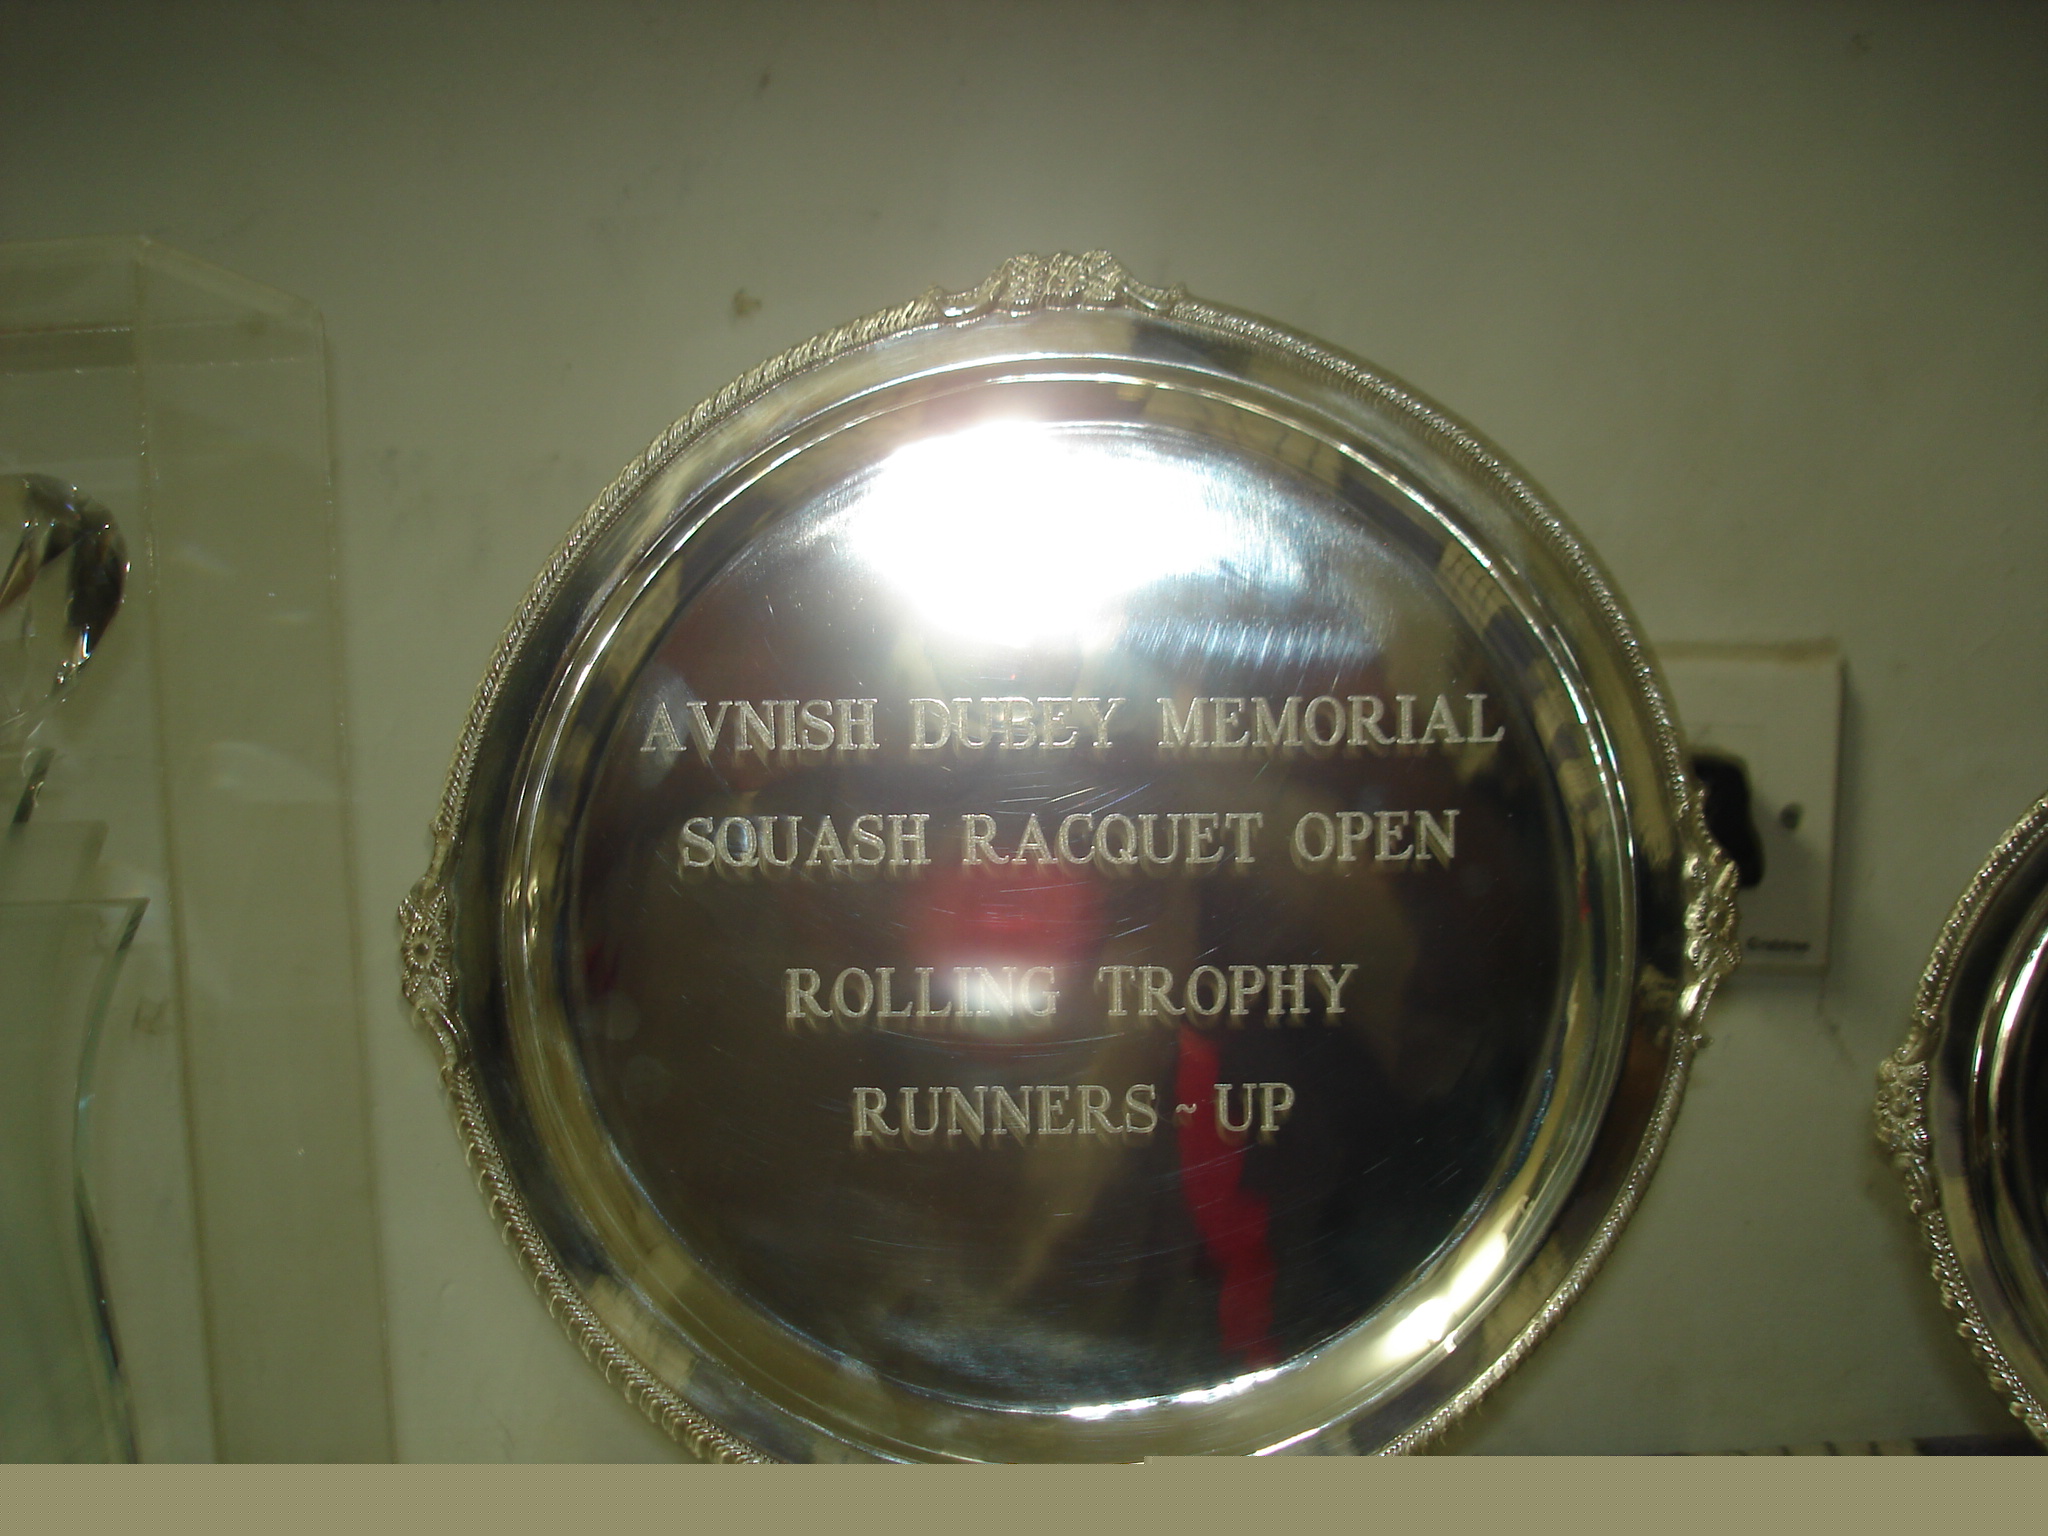 AVNISH DUBEY MEMORIAL
SQUASH RACQUET OPEN
ROLLING TROPHY
RUNNERS ~ UP